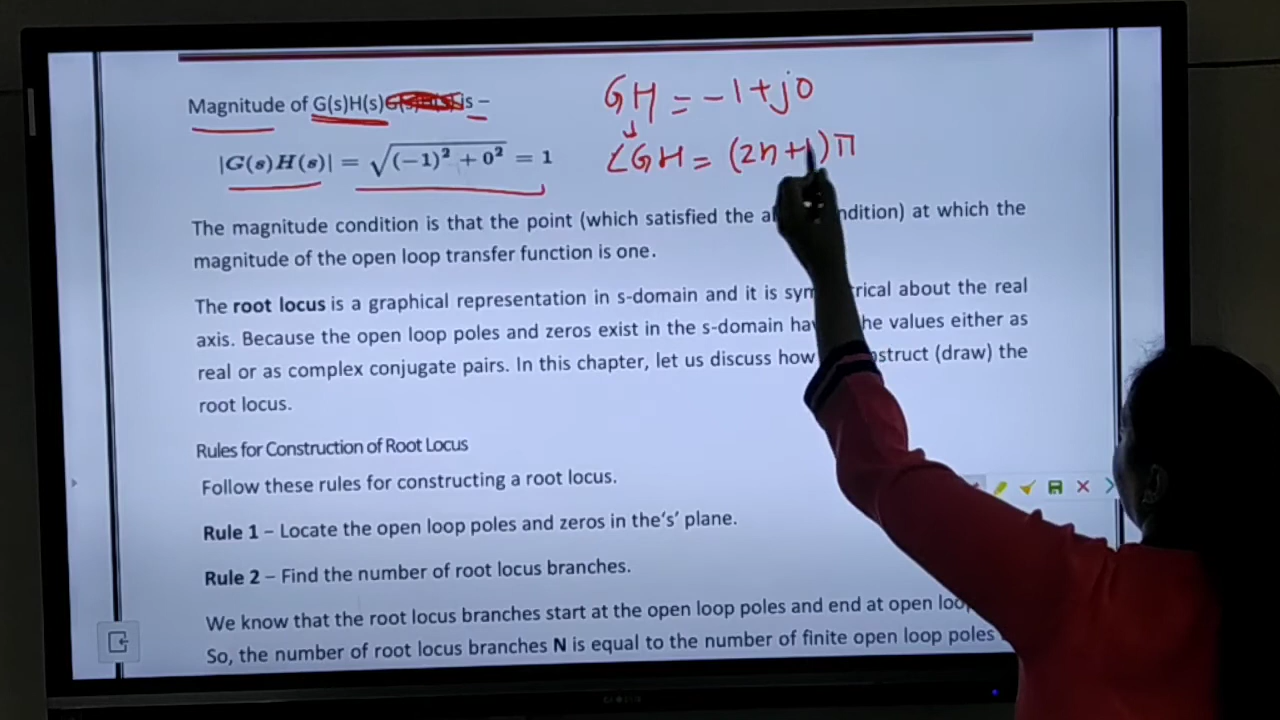 Magnitude of G(s)H(s) is –
GH = -1+j0
|G(s)H(s)| = √(-1)² + 0² = 1
∠GH = (2n+1)π
The magnitude condition is that the point (which satisfied the ndition) at which the
magnitude of the open loop transfer function is one.
The root locus is a graphical representation in s-domain and it is sym rical about the real
axis. Because the open loop poles and zeros exist in the s-domain ha he values either as
real or as complex conjugate pairs. In this chapter, let us discuss how struct (draw) the
root locus.
Rules for Construction of Root Locus
Follow these rules for constructing a root locus.
Rule 1 – Locate the open loop poles and zeros in the's' plane.
Rule 2 – Find the number of root locus branches.
We know that the root locus branches start at the open loop poles and end at open loo
So, the number of root locus branches N is equal to the number of finite open loop poles